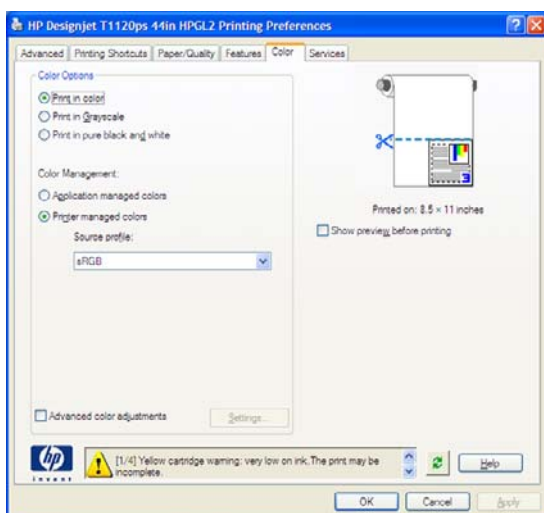 HP Designjet T1120ps 44in HPGL2 Printing Preferences
Advanced
Printing Shortcuts
Paper/Quality
Features
Color
Services
Color Options
Print in color
Print in Grayscale
Print in pure black and white
Color Management:
Application managed colors
Printer managed colors
Source profile:
sRGB
Advanced color adjustments
Settings...
3
Printed on: 8.5 × 11 inches
Show preview before printing
hp
invent
[1/4] Yellow cartridge warning: very low on ink. The print may be
incomplete.
Help
OK
Cancel
Apply